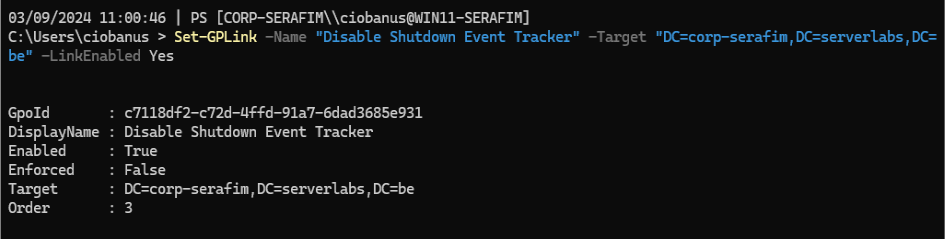 03/09/2024 11:00:46 | PS [CORP-SERAFIM\\ciobanus@WIN11-SERAFIM]
C:\Users\ciobanus > Set-GPLink -Name "Disable Shutdown Event Tracker" -Target "DC=corp-serafim,DC=serverlabs,DC=
be" -LinkEnabled Yes
GpoId       : c7118df2-c72d-4ffd-91a7-6dad3685e931
DisplayName : Disable Shutdown Event Tracker
Enabled     : True
Enforced    : False
Target      : DC=corp-serafim,DC=serverlabs,DC=be
Order       : 3